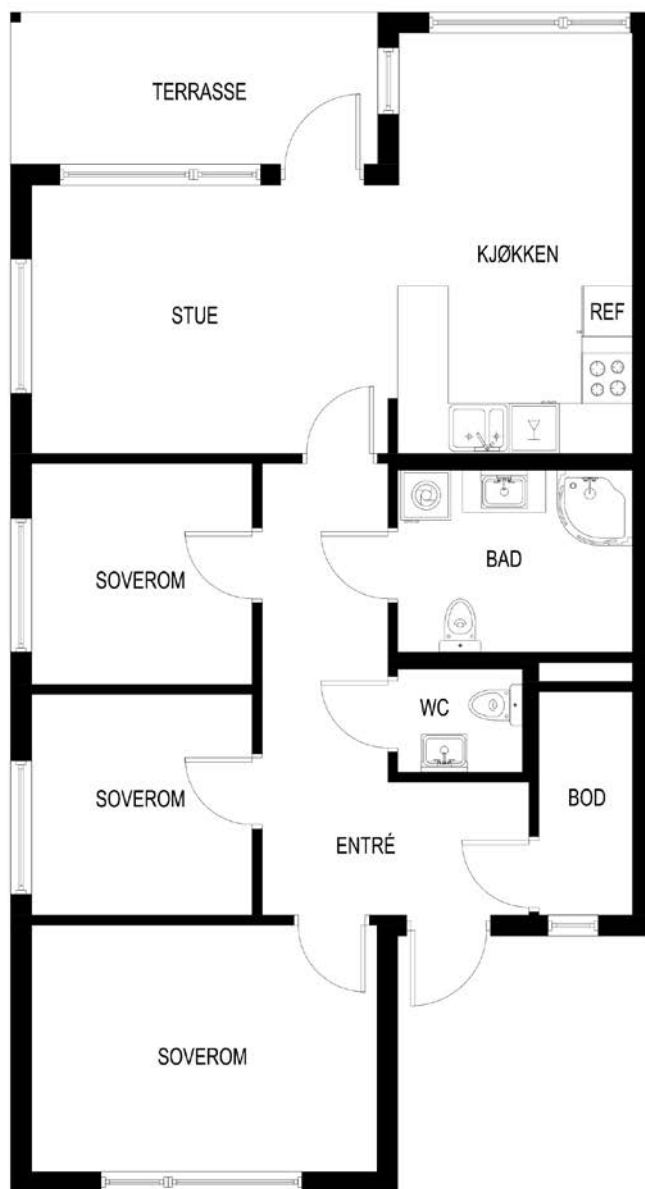 TERRASSE
KJØKKEN
STUE
REF
SOVEROM
BAD
WC
SOVEROM
BOD
ENTRÉ
SOVEROM